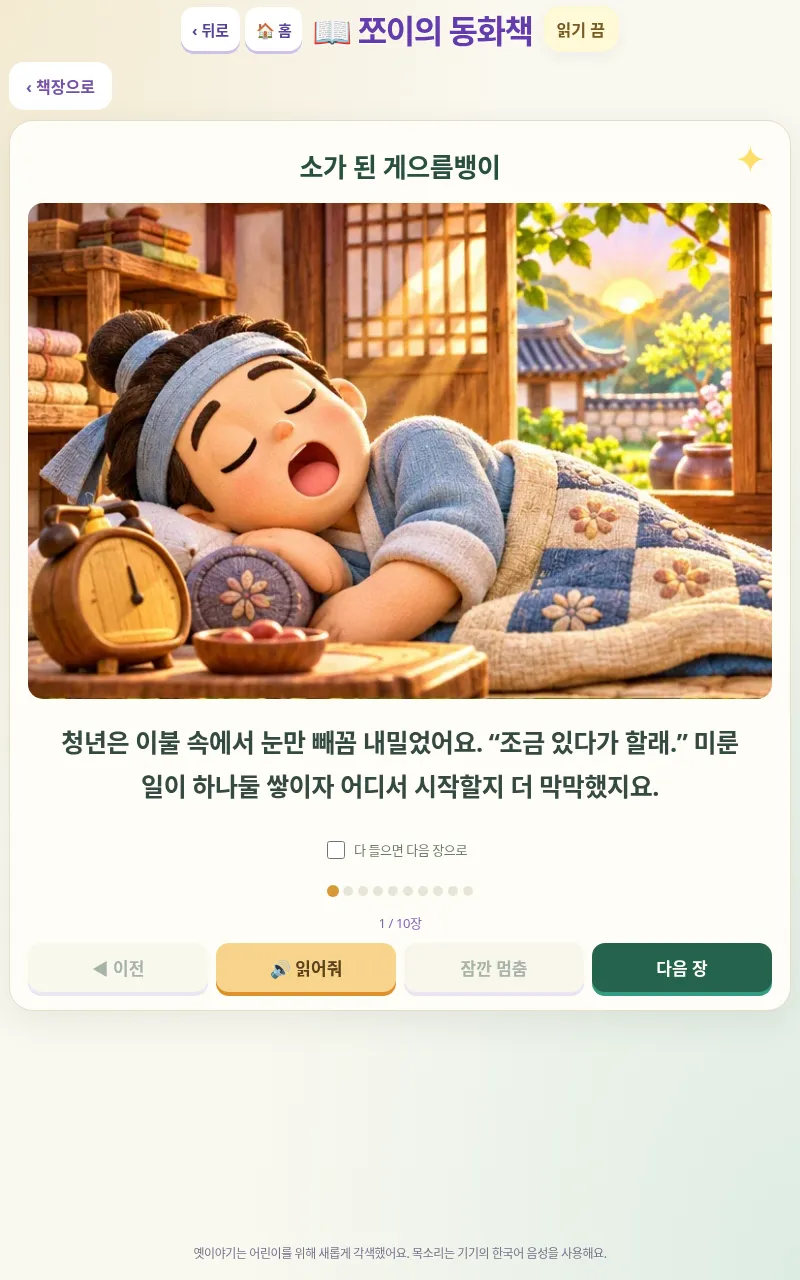 ‹ 뒤로
🏠 홈
📖 쪼이의 동화책
읽기 끔
‹ 책장으로
소가 된 게으름뱅이
청년은 이불 속에서 눈만 빼꼼 내밀었어요. “조금 있다가 할래.” 미룬
일이 하나둘 쌓이자 어디서 시작할지 더 막막했지요.
다 들으면 다음 장으로
1 / 10장
◀ 이전
🔊 읽어줘
잠깐 멈춤
다음 장
옛이야기는 어린이를 위해 새롭게 각색했어요. 목소리는 기기의 한국어 음성을 사용해요.